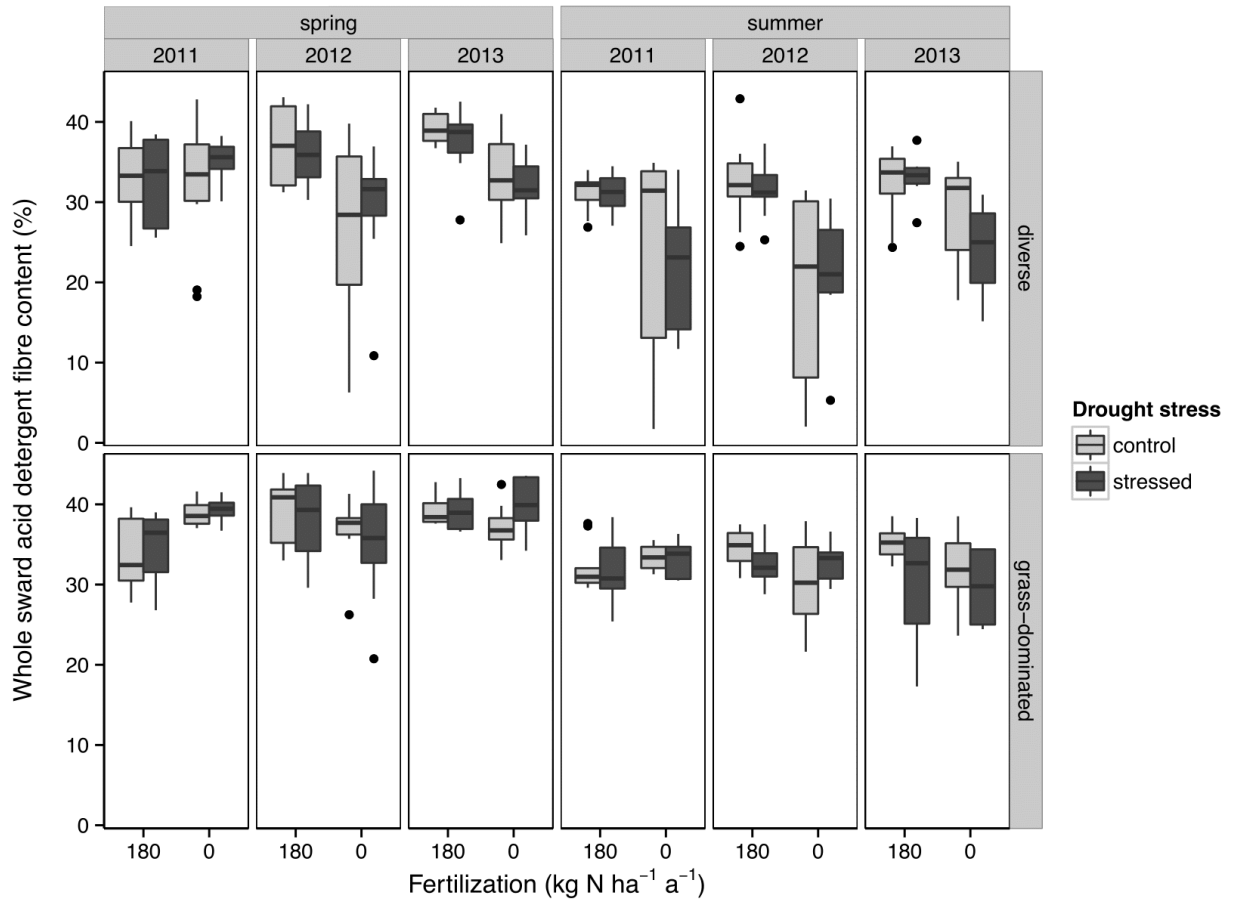 spring summer
2011 2012 2013 2011 2012 2013
Whole sward acid detergent fibre content (%)
40
30
20
10
0
diverse
40
30
20
10
0
grass−dominated
180 0 180 0 180 0 180 0 180 0 180 0
Fertilization (kg N ha⁻¹ a⁻¹)
Drought stress
control
stressed